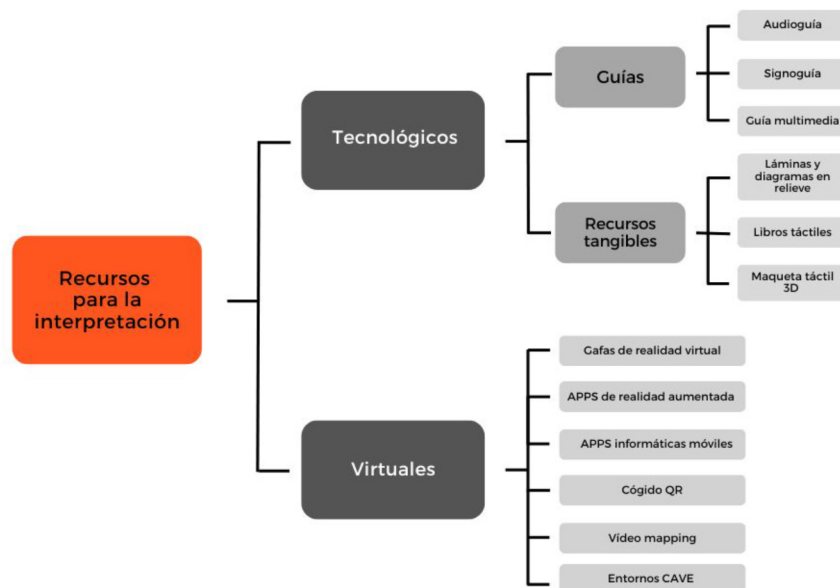 Recursos
para la
interpretación
Tecnológicos
Guías
Audioguía
Signoguía
Guía multimedia
Recursos
tangibles
Láminas y
diagramas en
relieve
Libros táctiles
Maqueta táctil
3D
Virtuales
Gafas de realidad virtual
APPS de realidad aumentada
APPS informáticas móviles
Cógido QR
Vídeo mapping
Entornos CAVE